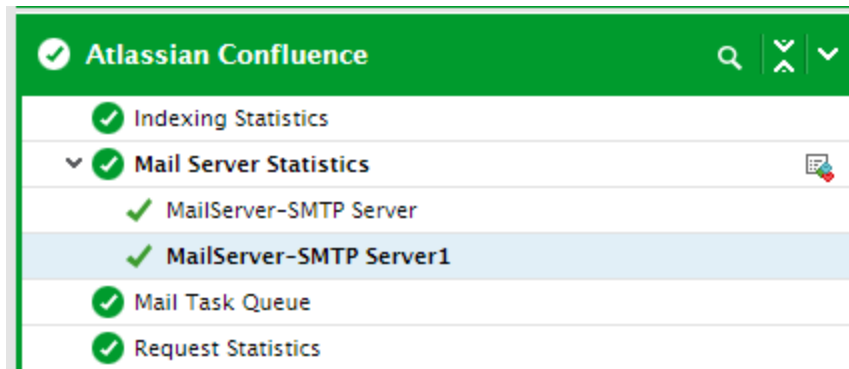 Atlassian Confluence
Indexing Statistics
Mail Server Statistics
MailServer-SMTP Server
MailServer-SMTP Server1
Mail Task Queue
Request Statistics